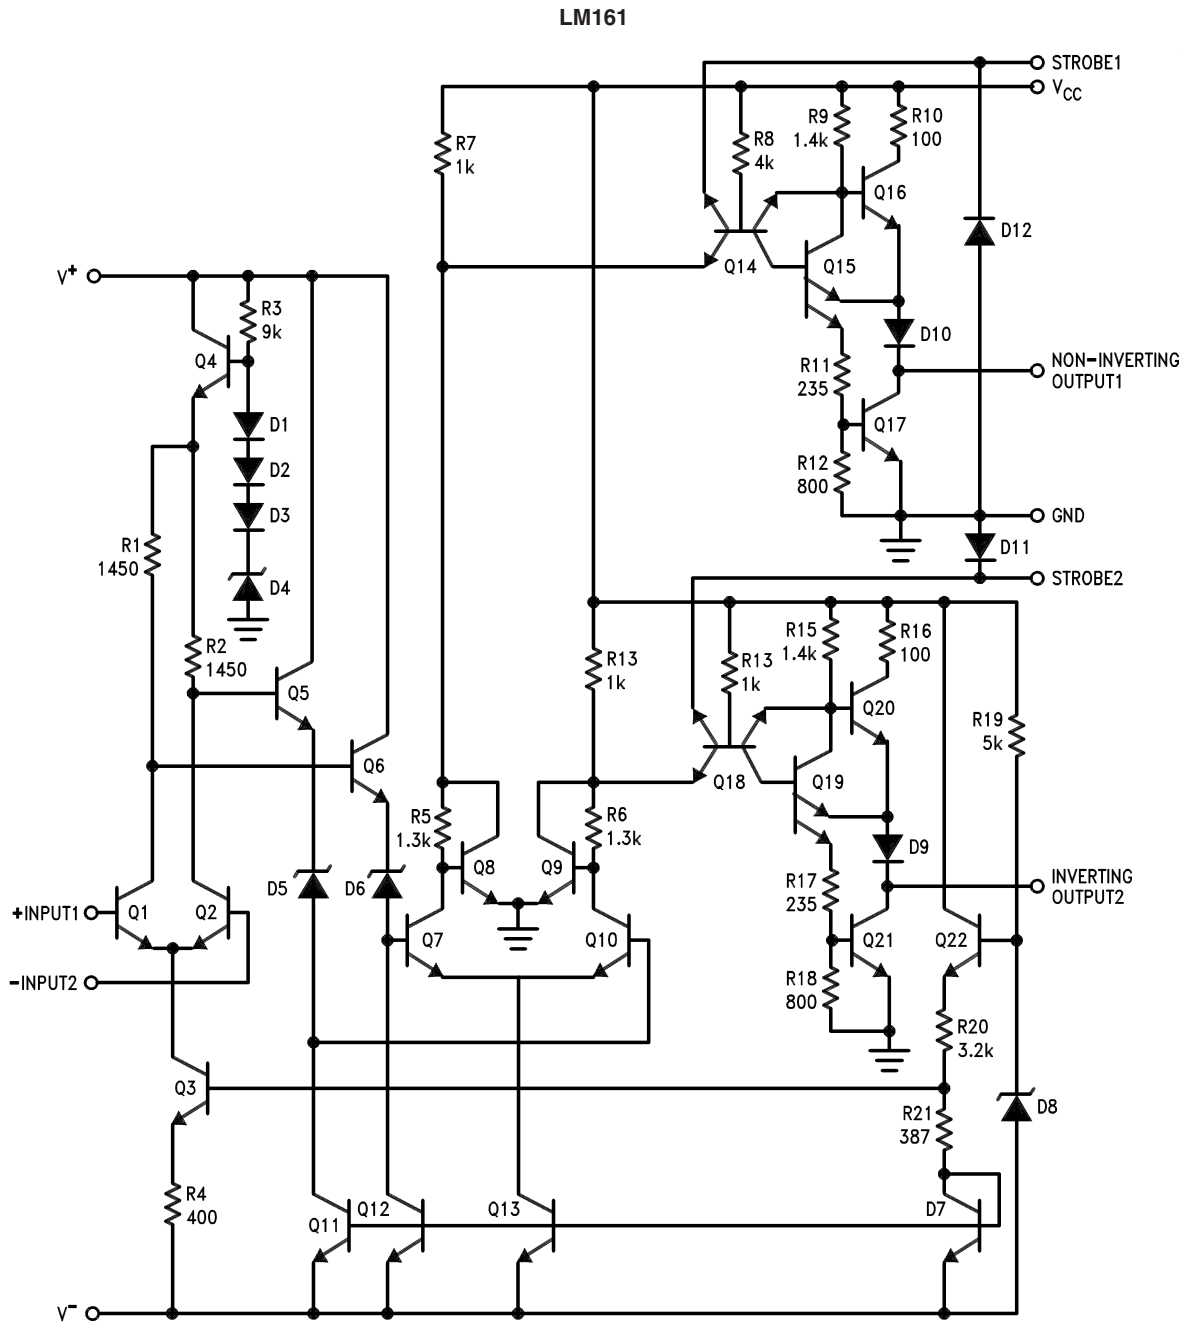 LM161
STROBE1
VCC
R7
1k
R8
4k
R9
1.4k
R10
100
Q16
Q14
Q15
D12
V+
R3
9k
Q4
D10
NON-INVERTING
OUTPUT1
R11
235
D1
Q17
D2
R12
800
D3
GND
R1
1450
D11
D4
STROBE2
R2
1450
R13
1k
R13
1k
R15
1.4k
R16
100
Q5
Q20
R19
5k
Q6
Q18
Q19
R5
1.3k
R6
1.3k
D9
Q8
Q9
D5
D6
R17
235
INVERTING
OUTPUT2
+INPUT1
Q1
Q2
Q7
Q10
Q21
Q22
-INPUT2
R18
800
R20
3.2k
Q3
R21
387
D8
R4
400
Q11
Q12
Q13
D7
V-